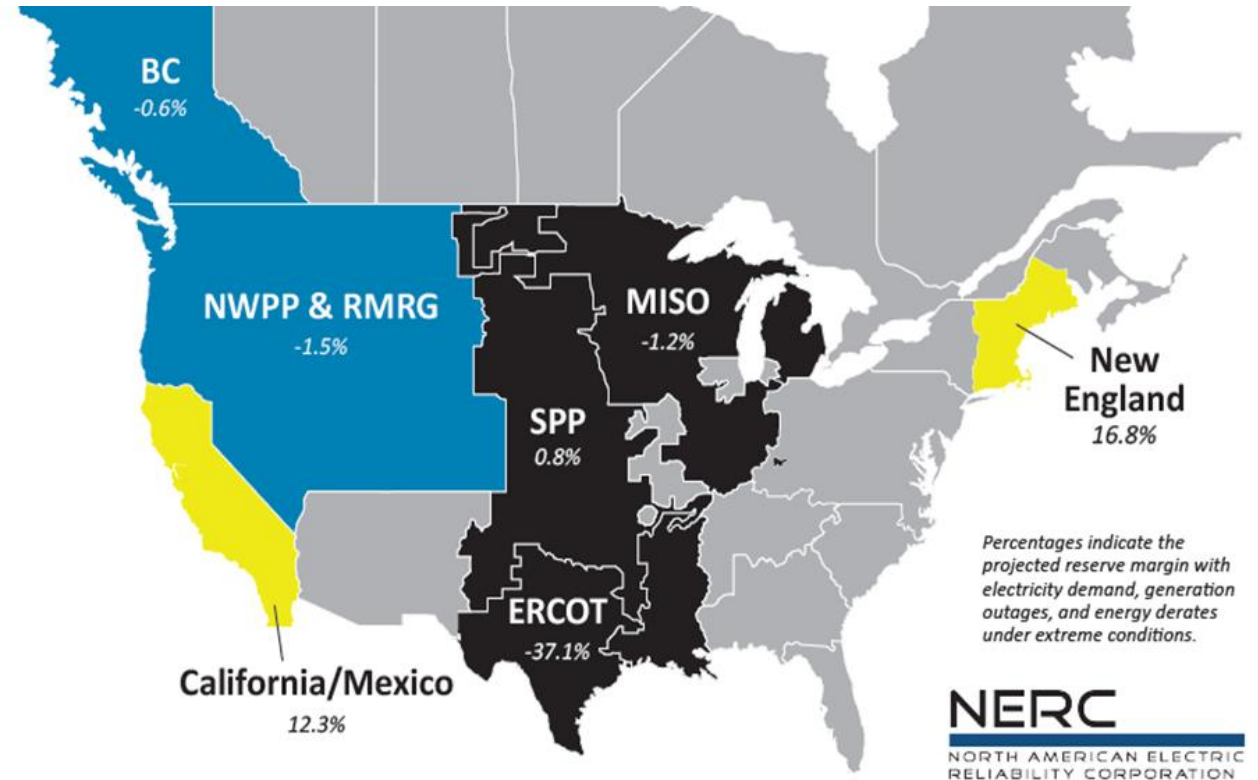 BC
-0.6%
NWPP & RMRG
-1.5%
MISO
-1.2%
SPP
0.8%
ERCOT
-37.1%
California/Mexico
12.3%
New
England
16.8%
Percentages indicate the
projected reserve margin with
electricity demand, generation
outages, and energy derates
under extreme conditions.
NERC
NORTH AMERICAN ELECTRIC
RELIABILITY CORPORATION